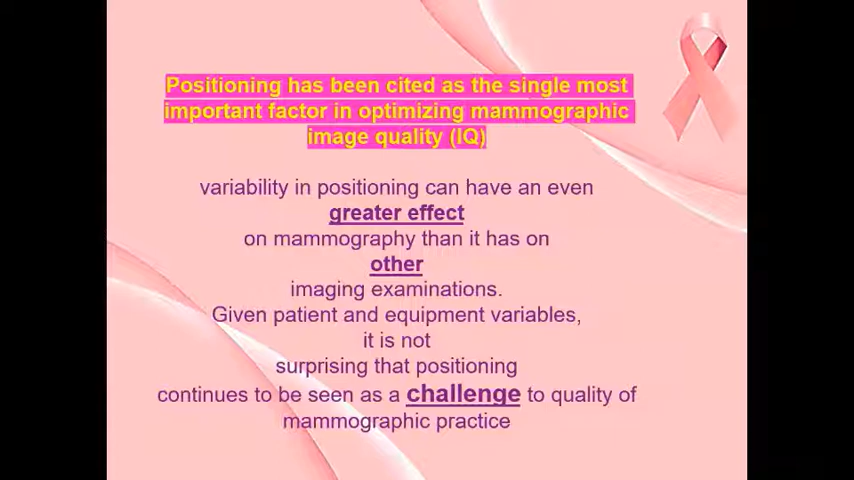 Positioning has been cited as the single most
important factor in optimizing mammographic
image quality (IQ)
variability in positioning can have an even
greater effect
on mammography than it has on
other
imaging examinations.
Given patient and equipment variables,
it is not
surprising that positioning
continues to be seen as a challenge to quality of
mammographic practice